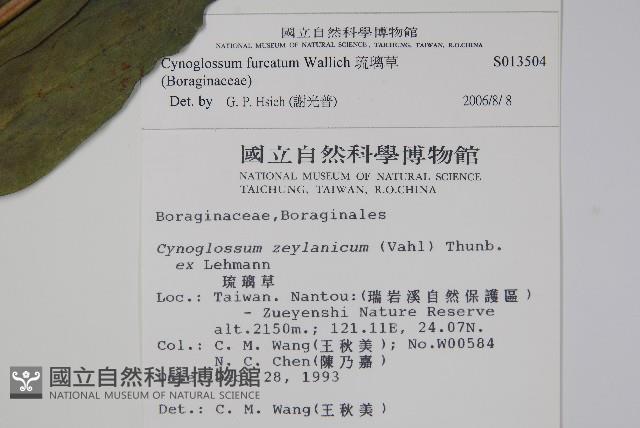 國立自然科學博物館
NATIONAL MUSEUM OF NATURAL SCIENCE, TAICHUNG, TAIWAN, R.O.CHINA
Cynoglossum furcatum Wallich 琉璃草 S013504
(Boraginaceae)
Det. by G. P. Hsieh (謝光普) 2006/8/8
國立自然科學博物館
NATIONAL MUSEUM OF NATURAL SCIENCE
TAICHUNG, TAIWAN, R.O.CHINA
Boraginaceae,Boraginales
Cynoglossum zeylanicum (Vahl) Thunb.
ex Lehmann
琉璃草
Loc.: Taiwan. Nantou:(瑞岩溪自然保護區)
- Zueyenshi Nature Reserve
alt.2150m.; 121.11E, 24.07N.
Col.: C. M. Wang(王秋美); No.W00584
N. C. Chen(陳乃嘉)
28, 1993
Det.: C. M. Wang(王秋美)
國立自然科學博物館
NATIONAL MUSEUM OF NATURAL SCIENCE